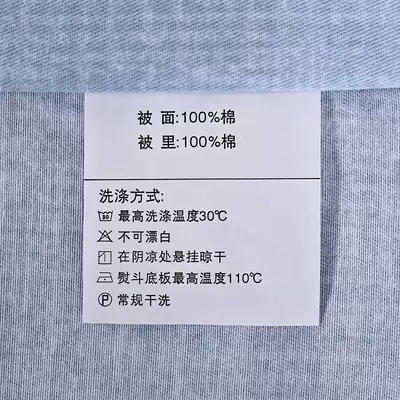 被 面:100%棉
被 里:100%棉
洗涤方式:
最高洗涤温度30℃
不可漂白
在阴凉处悬挂晾干
熨斗底板最高温度110℃
Ⓟ 常规干洗